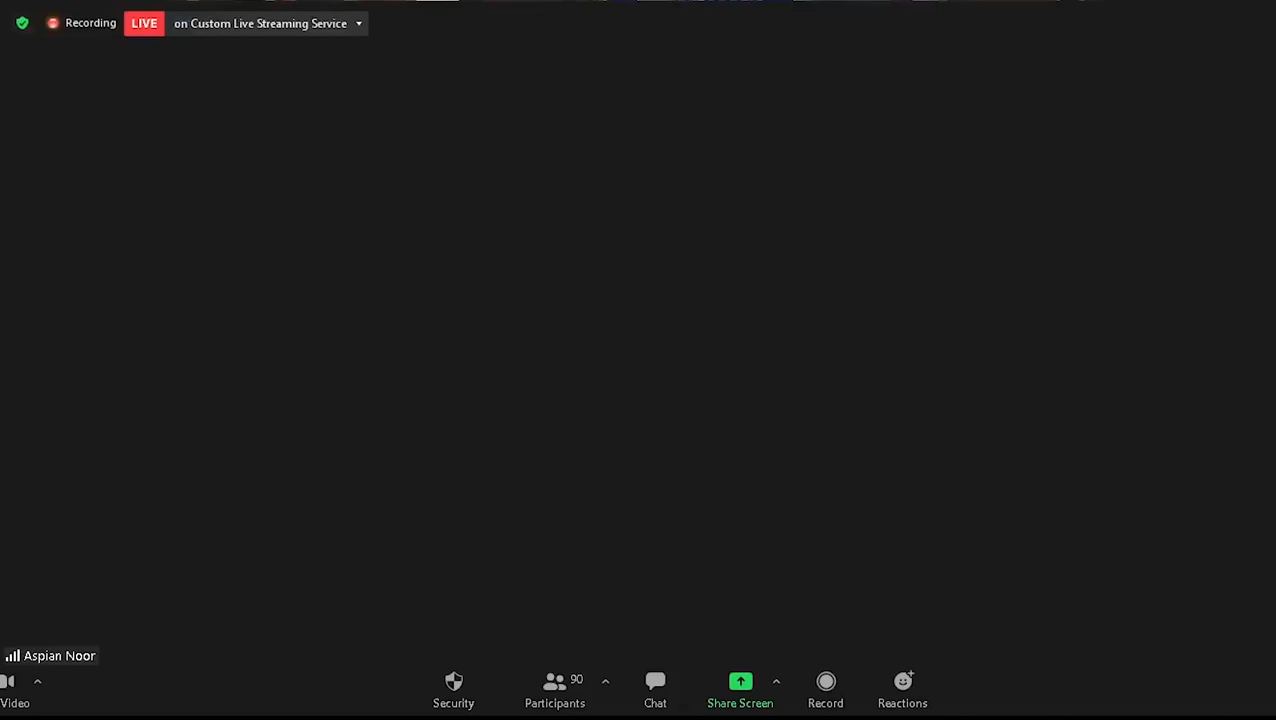 Recording LIVE on Custom Live Streaming Service
Aspian Noor
90
Video Security Participants Chat Share Screen Record Reactions